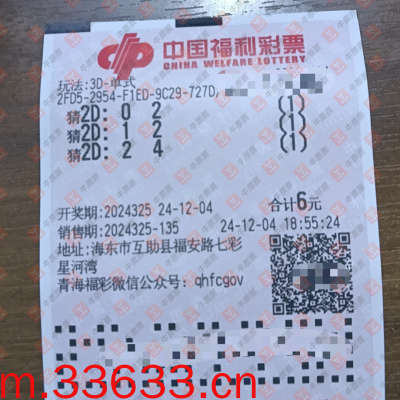 中国福利彩票
CHINA WELFARE LOTTERY
玩法:3D-单式
2FD5-2954-F1ED-9C29-727D/
猜2D: 0 2 (1)
猜2D: 1 2 (1)
猜2D: 2 4 (1)
开奖期:2024325 24-12-04 合计6元
销售期:2024325-135 24-12-04 18:55:24
地址:海东市互助县福安路七彩
星河湾
青海福彩微信公众号: qhfcgov
m.33633.cn